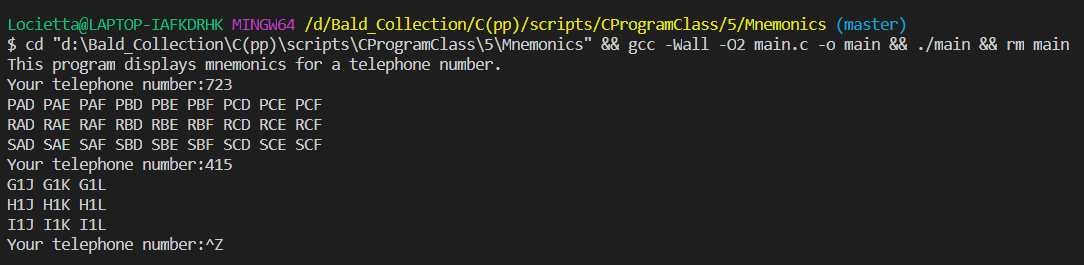 Locietta@LAPTOP-IAFKDRHK MINGW64 /d/Bald_Collection/C(pp)/scripts/CProgramClass/5/Mnemonics (master)
$ cd "d:\Bald_Collection\C(pp)\scripts\CProgramClass\5\Mnemonics" && gcc -Wall -O2 main.c -o main && ./main && rm main
This program displays mnemonics for a telephone number.
Your telephone number:723
PAD PAE PAF PBD PBE PBF PCD PCE PCF
RAD RAE RAF RBD RBE RBF RCD RCE RCF
SAD SAE SAF SBD SBE SBF SCD SCE SCF
Your telephone number:415
G1J G1K G1L
H1J H1K H1L
I1J I1K I1L
Your telephone number:^Z